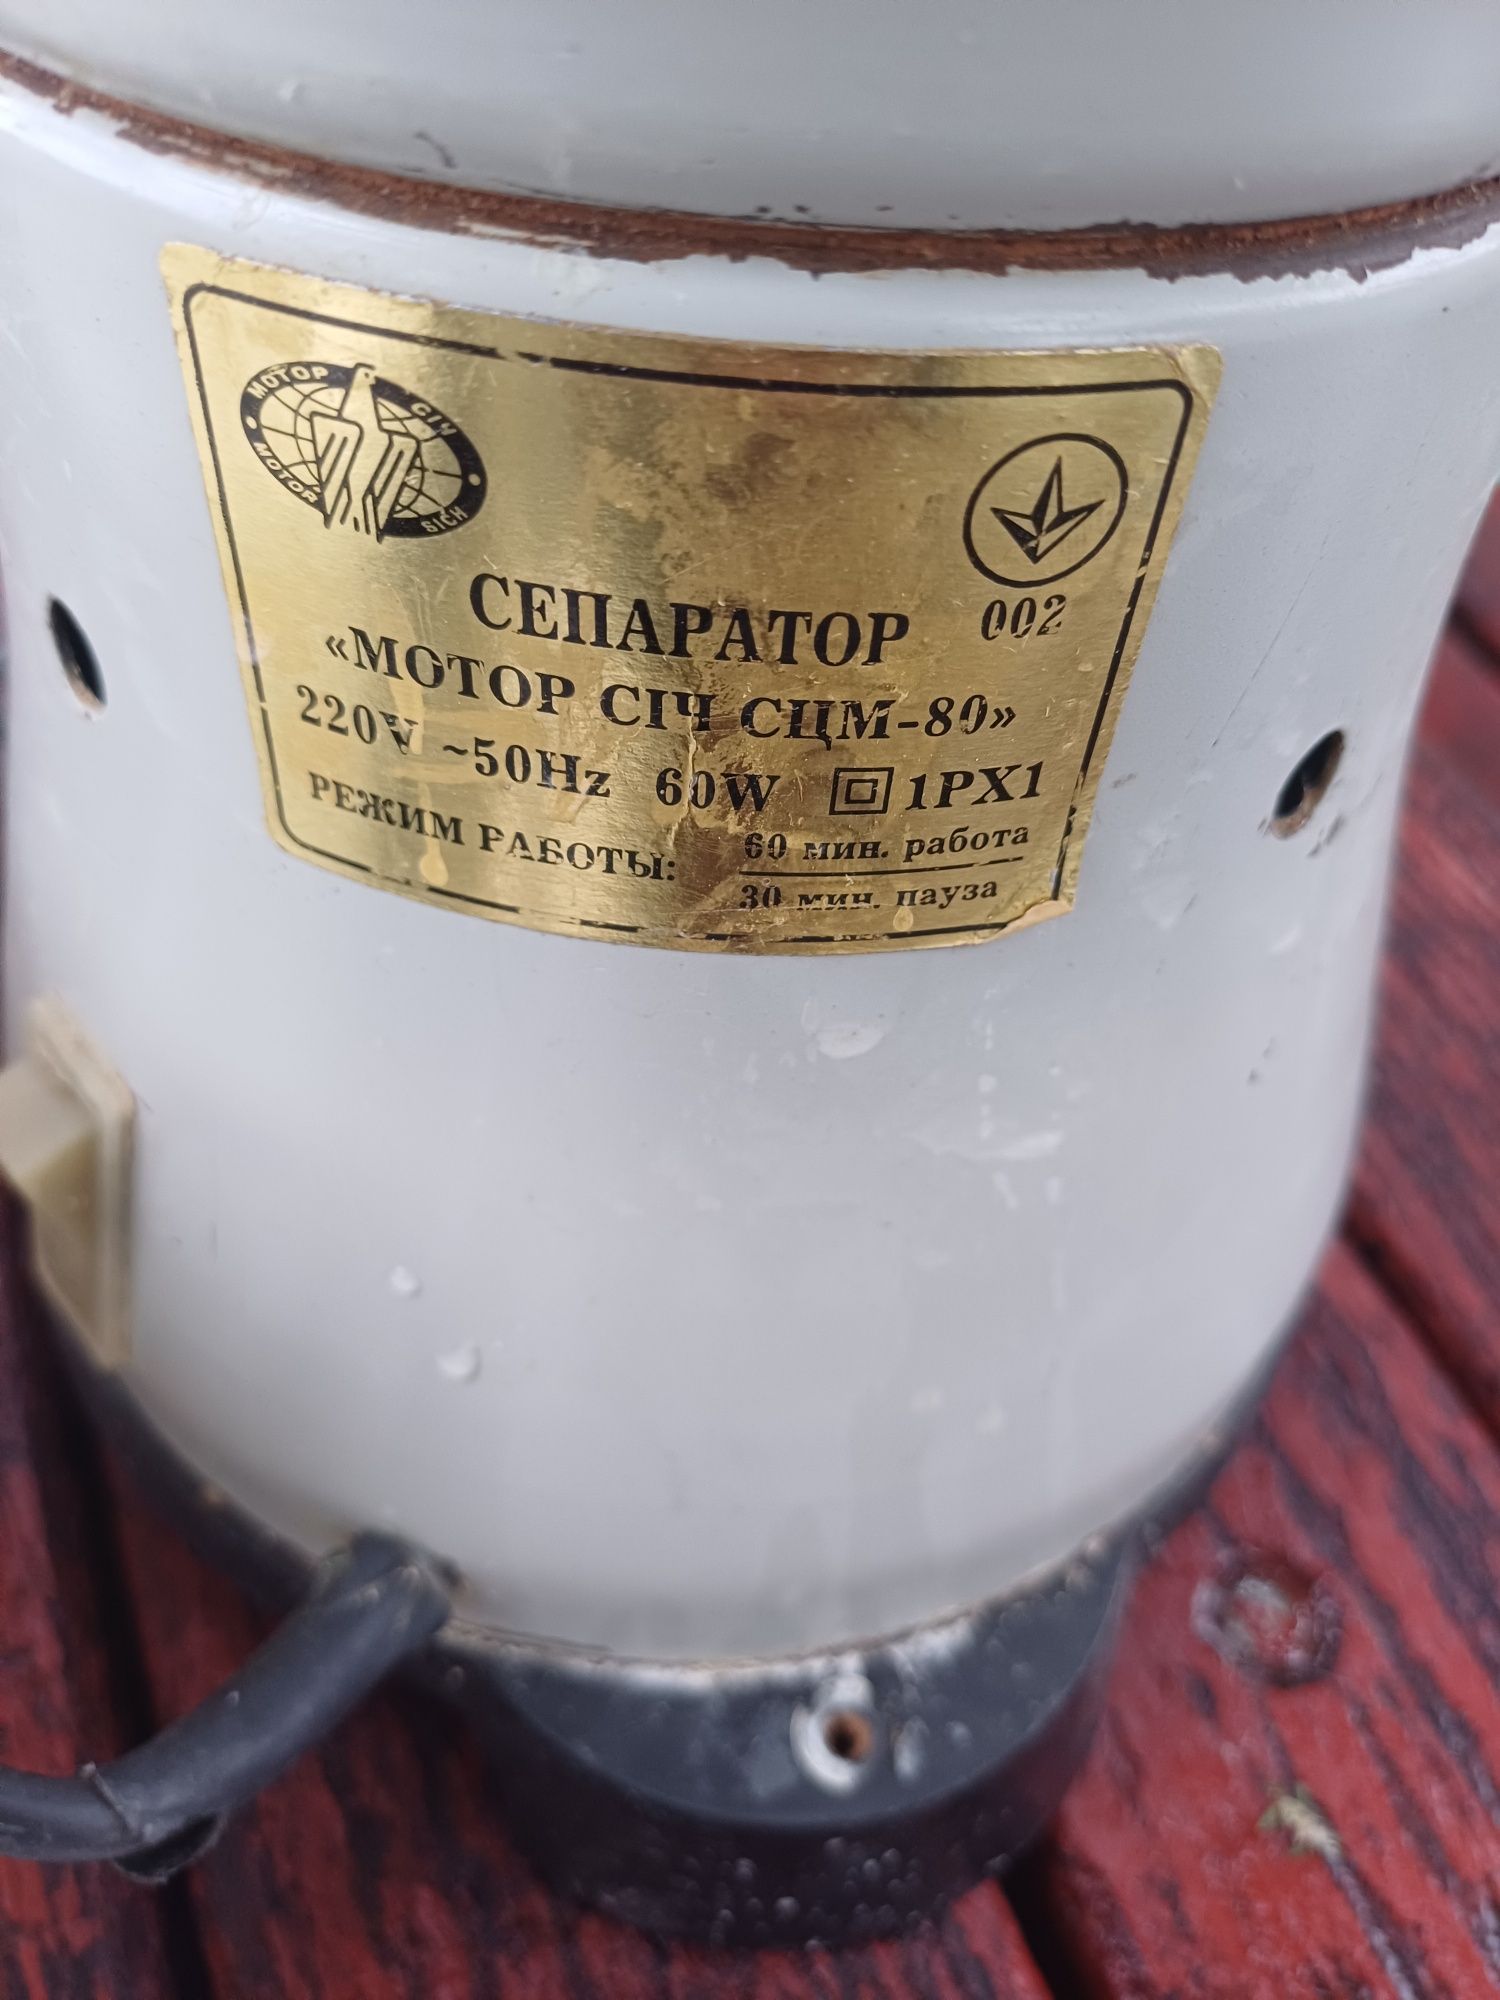 МОТОР СІЧ
MOTOR SICH
002
СЕПАРАТОР
«МОТОР СІЧ СЦМ-80»
220V ~50Hz 60W 1PX1
РЕЖИМ РАБОТЫ: 60 мин. работа
30 мин. пауза